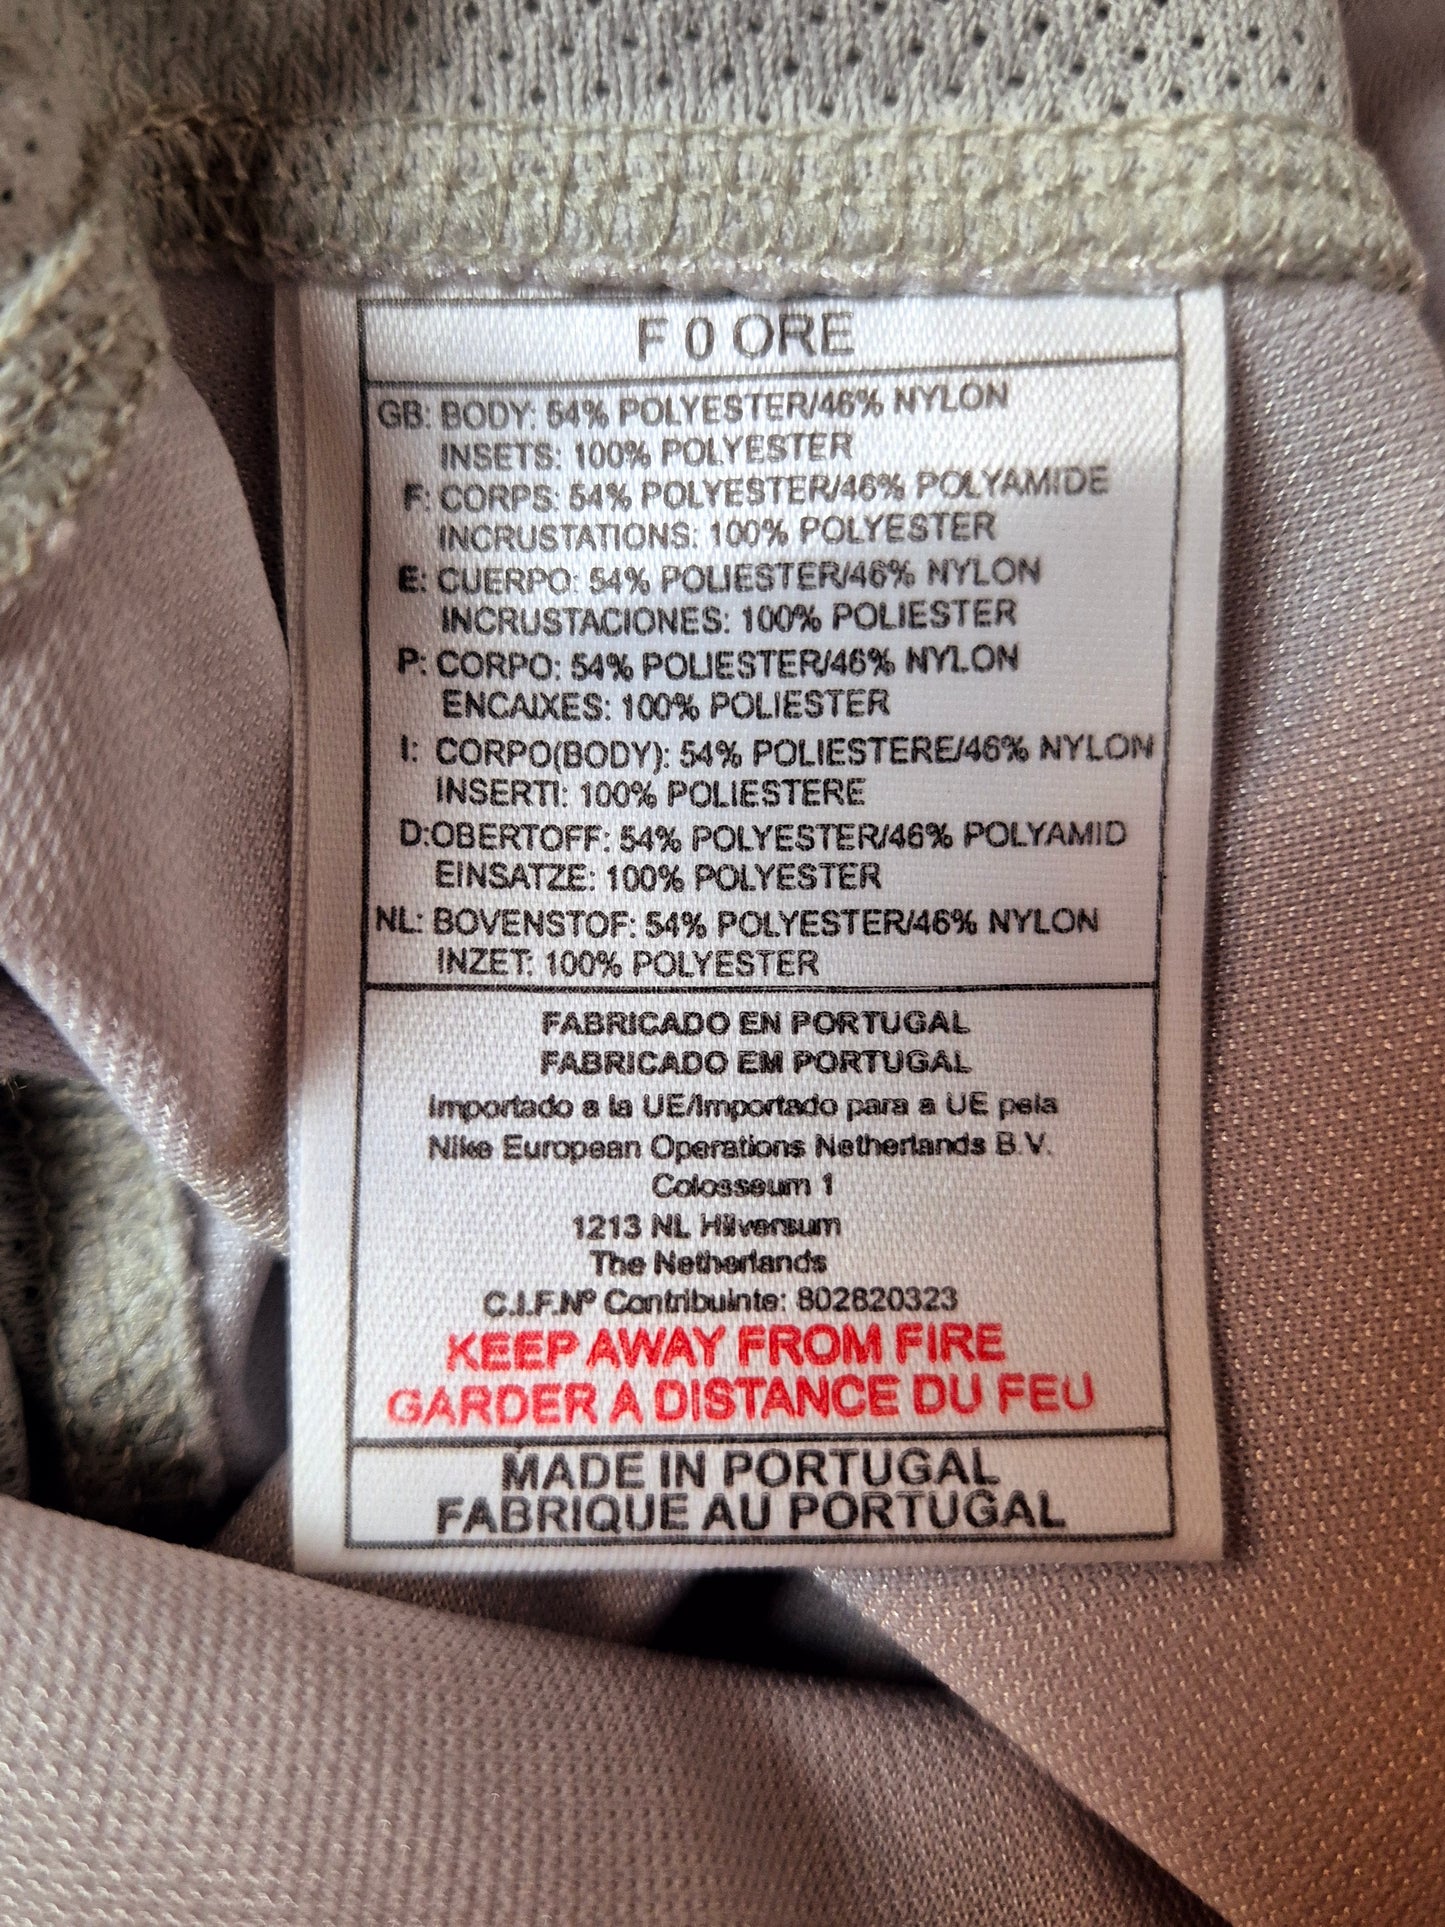 F 0 ORE
GB: BODY: 54% POLYESTER/46% NYLON
INSETS: 100% POLYESTER
F: CORPS: 54% POLYESTER/46% POLYAMIDE
INCRUSTATIONS: 100% POLYESTER
E: CUERPO: 54% POLIESTER/46% NYLON
INCRUSTACIONES: 100% POLIESTER
P: CORPO: 54% POLIESTER/46% NYLON
ENCAIXES: 100% POLIESTER
I: CORPO(BODY): 54% POLIESTERE/46% NYLON
INSERTI: 100% POLIESTERE
D:OBERTOFF: 54% POLYESTER/46% POLYAMID
EINSATZE: 100% POLYESTER
NL: BOVENSTOF: 54% POLYESTER/46% NYLON
INZET: 100% POLYESTER
FABRICADO EN PORTUGAL
FABRICADO EM PORTUGAL
Importado a la UE/Importado para a UE pela
Nike European Operations Netherlands B.V.
Colosseum 1
1213 NL Hilversum
The Netherlands
C.I.F.Nº Contribuinte: 802820323
KEEP AWAY FROM FIRE
GARDER A DISTANCE DU FEU
MADE IN PORTUGAL
FABRIQUE AU PORTUGAL